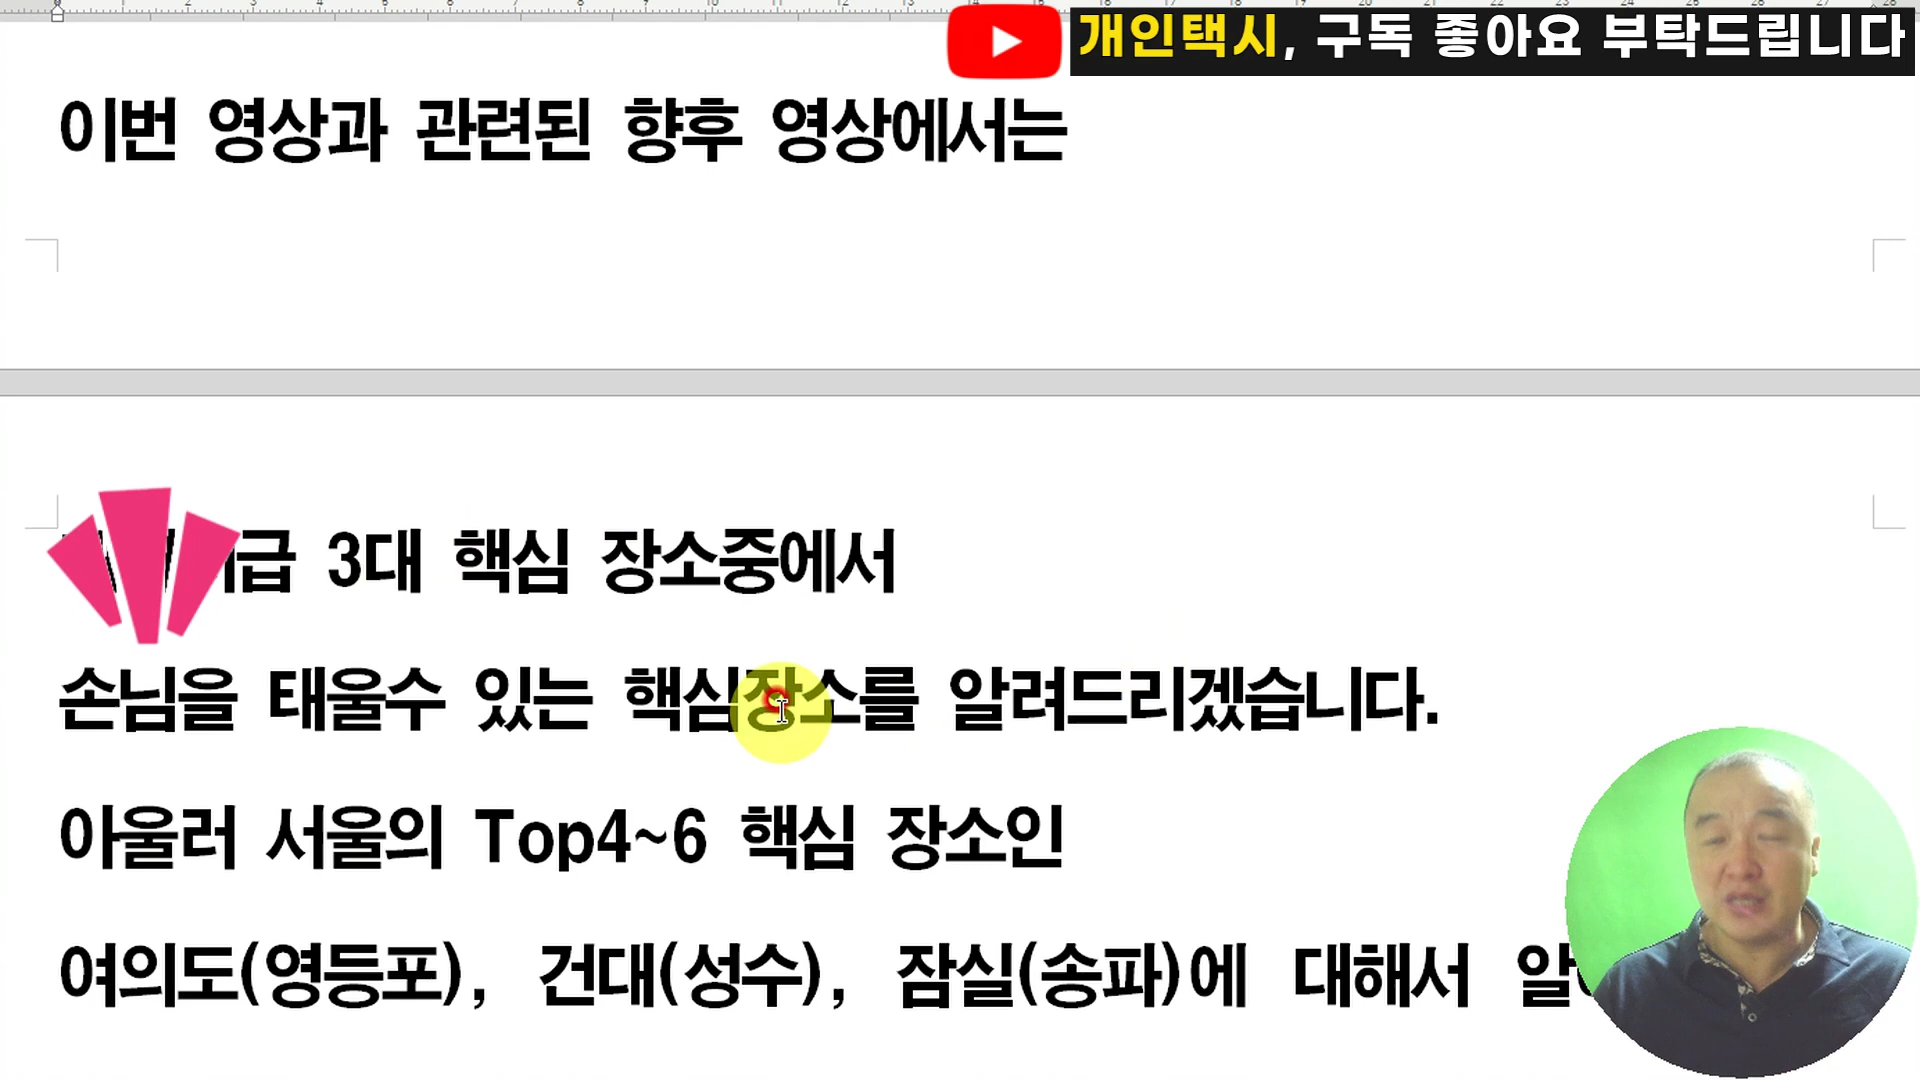 개인택시, 구독 좋아요 부탁드립니다
이번 영상과 관련된 향후 영상에서는
급 3대 핵심 장소중에서
손님을 태울수 있는 핵심장소를 알려드리겠습니다.
아울러 서울의 Top4~6 핵심 장소인
여의도(영등포), 건대(성수), 잠실(송파)에 대해서